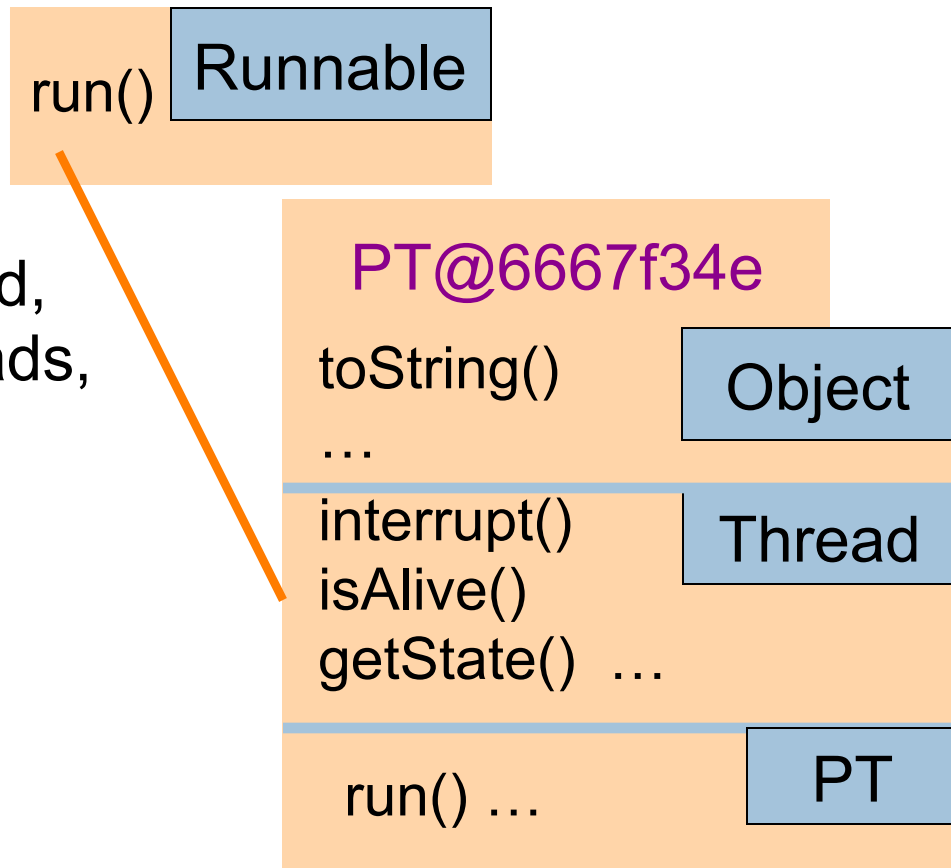 run() Runnable
PT@6667f34e
toString() Object
…
interrupt() Thread
isAlive()
getState() …
run() … PT